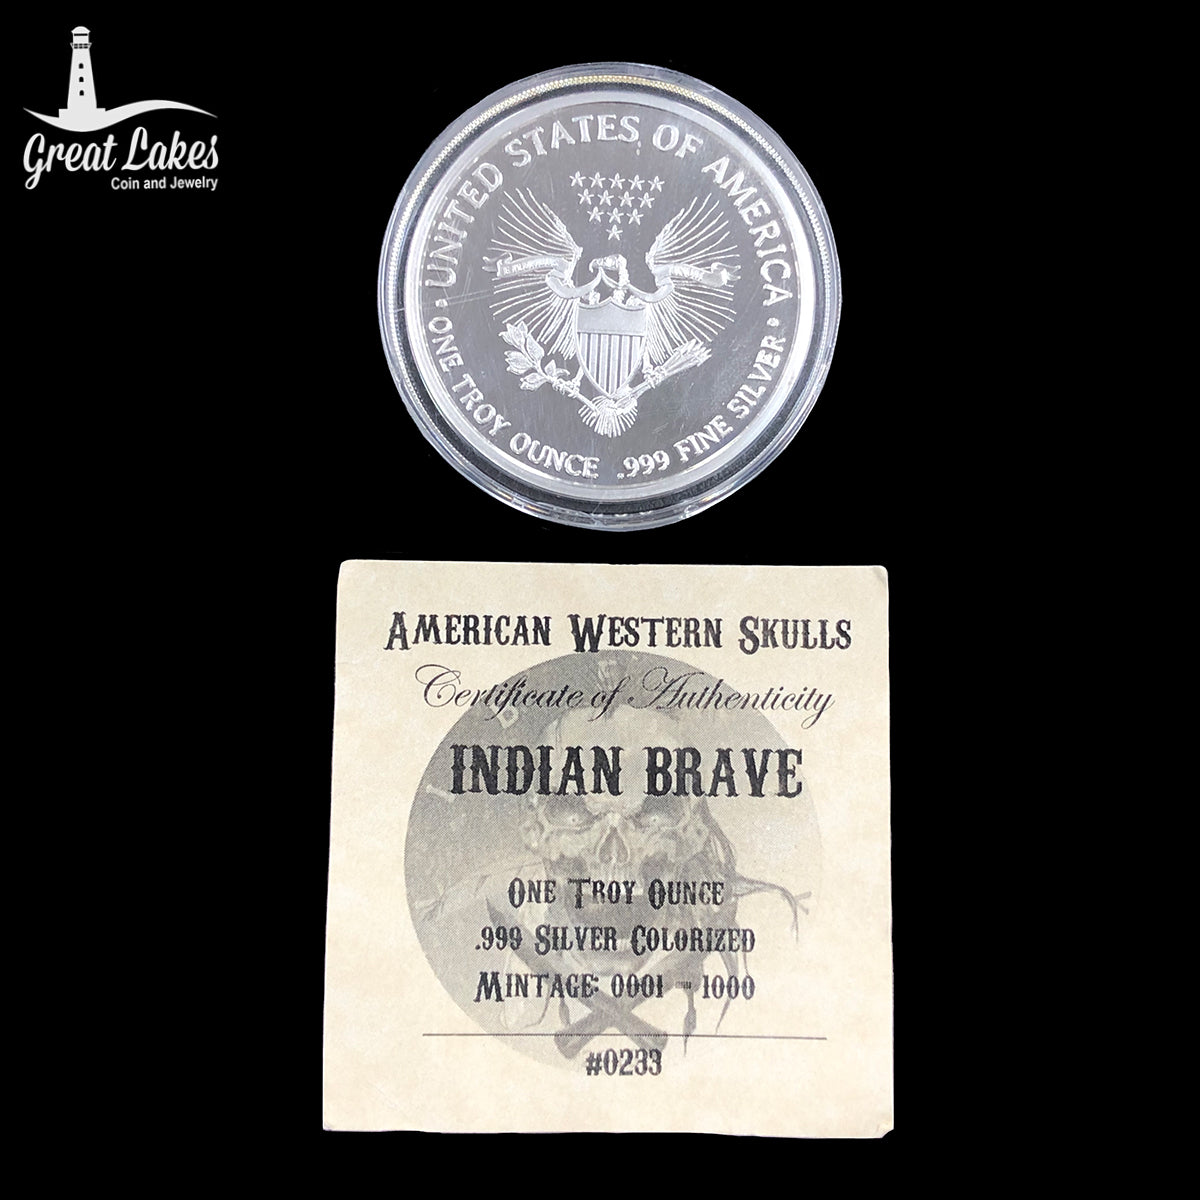 Great Lakes
Coin and Jewelry
UNITED STATES OF AMERICA
• ONE TROY OUNCE .999 FINE SILVER •
AMERICAN WESTERN SKULLS
Certificate of Authenticity
INDIAN BRAVE
ONE TROY OUNCE
.999 SILVER COLORIZED
MINTAGE: 0001 - 1000
#0233